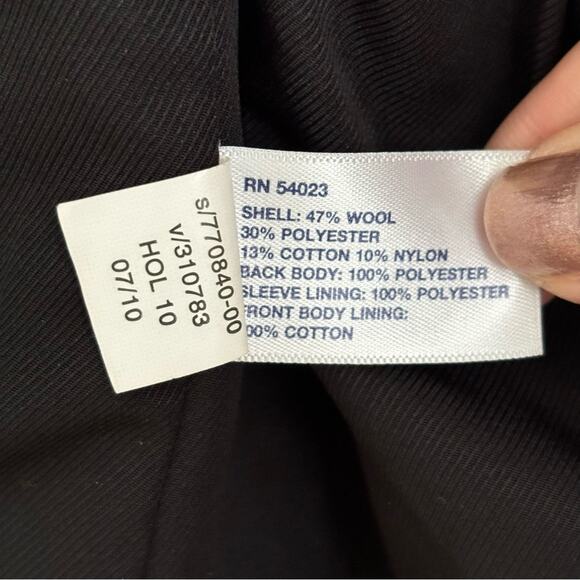 RN 54023
SHELL: 47% WOOL
30% POLYESTER
13% COTTON 10% NYLON
BACK BODY: 100% POLYESTER
SLEEVE LINING: 100% POLYESTER
FRONT BODY LINING:
00% COTTON
s/770840-00
v/310783
HOL 10
07/10